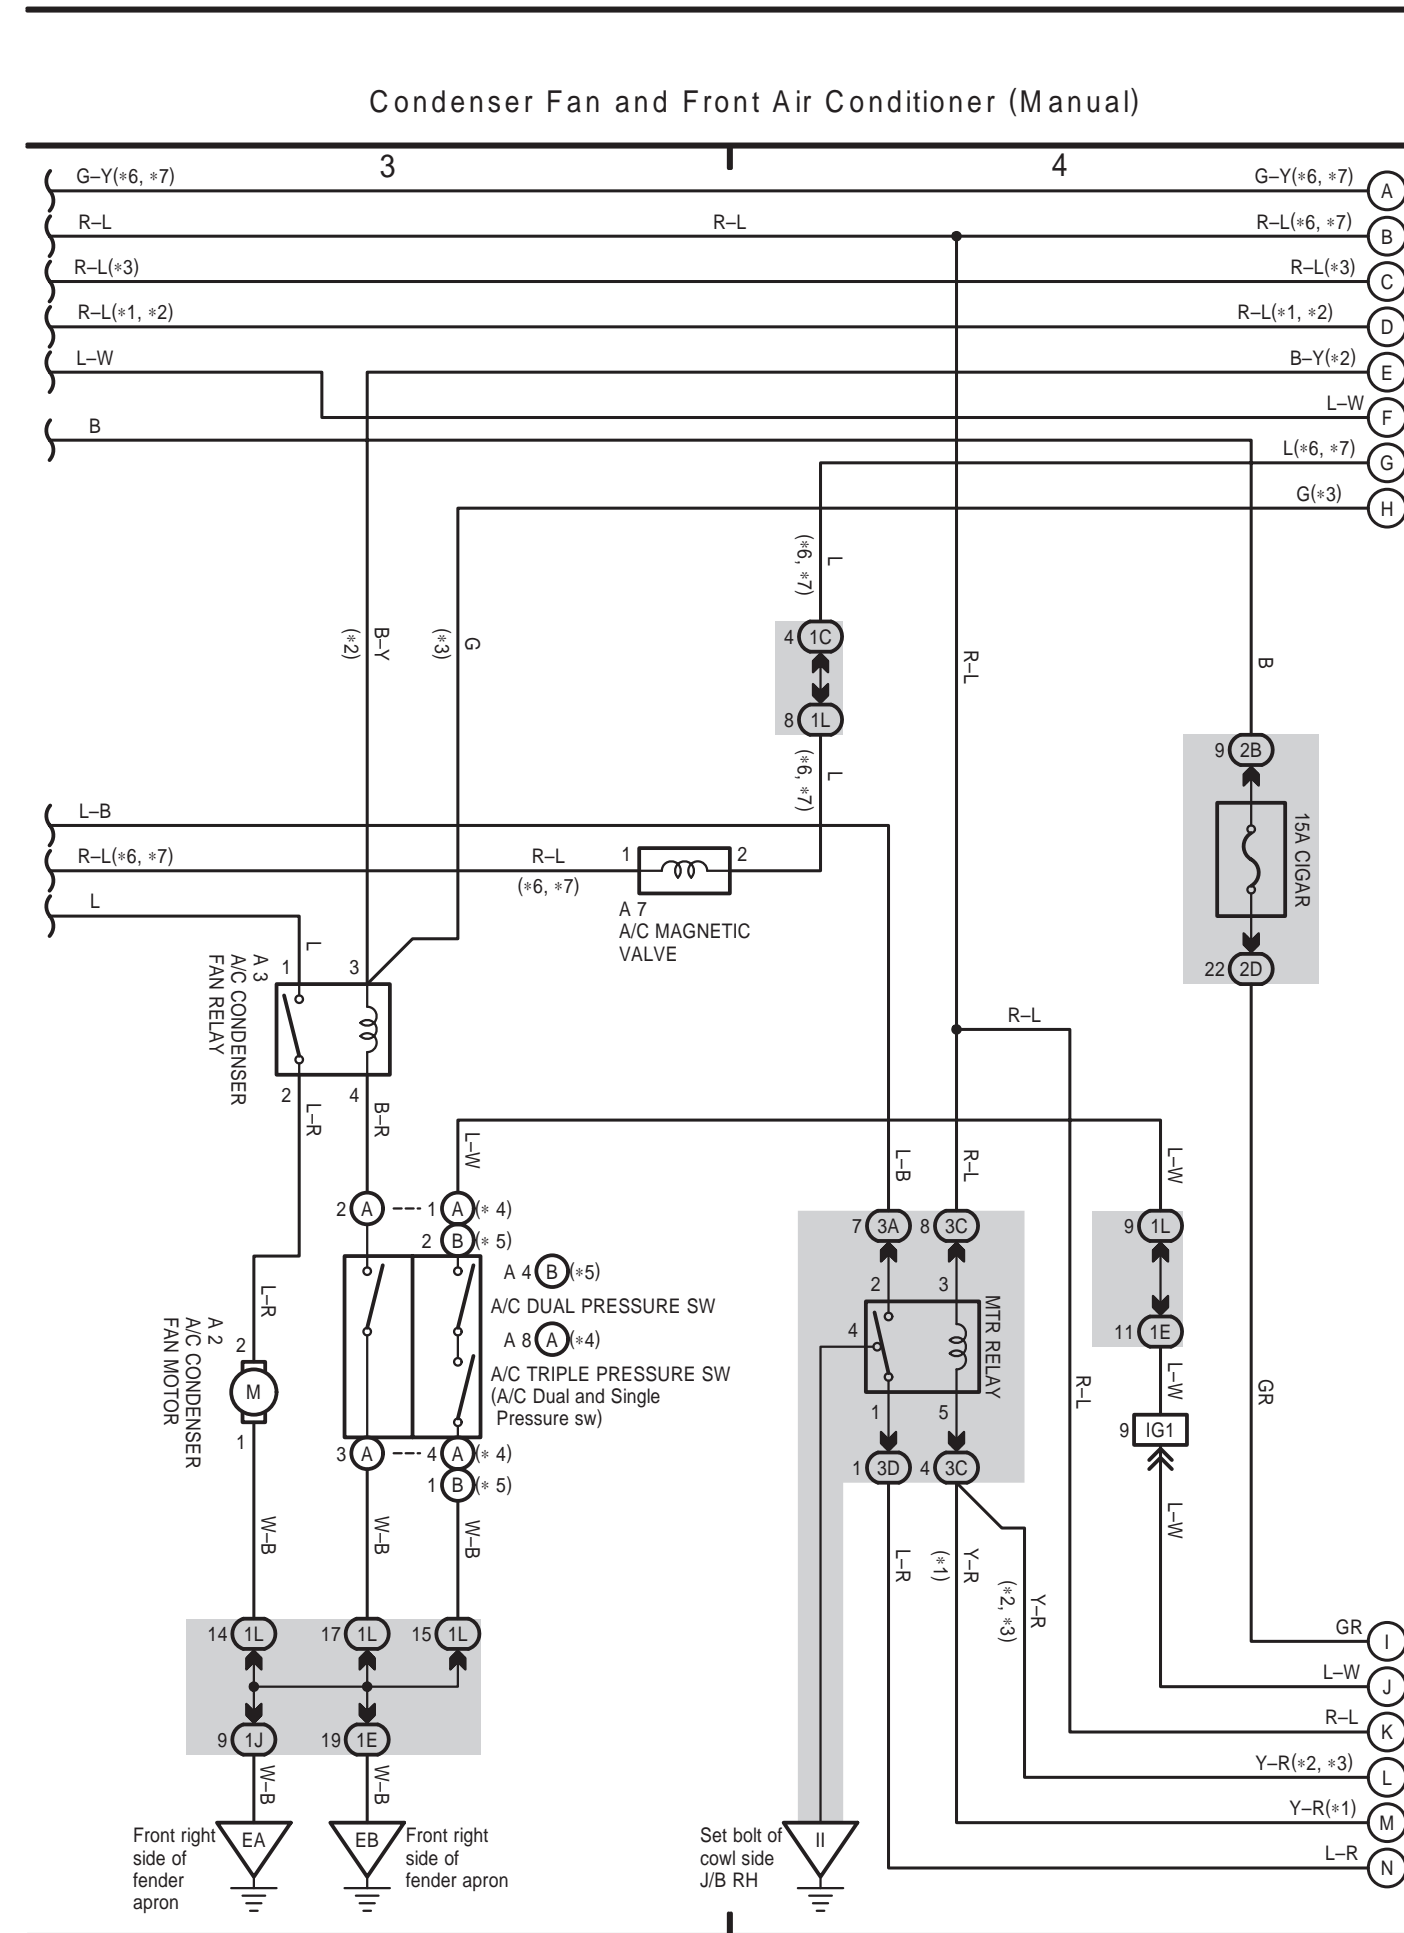 Condenser Fan and Front Air Conditioner (Manual)
3
4
G–Y(∗6, ∗7)
G–Y(∗6, ∗7)
A
R–L
R–L
R–L(∗6, ∗7)
B
R–L(∗3)
R–L(∗3)
C
R–L(∗1, ∗2)
R–L(∗1, ∗2)
D
L–W
B–Y(∗2)
E
L–W
F
B
L(∗6, ∗7)
G
G(∗3)
H
L
(∗6, ∗7)
B–Y
(∗2)
G
(∗3)
4 1C
R–L
B
8 1L
L
(∗6, ∗7)
9 2B
15A CIGAR
22 2D
L–B
R–L(∗6, ∗7)
R–L
(∗6, ∗7)
1
2
A 7
A/C MAGNETIC
VALVE
L
L
A 3
A/C CONDENSER
FAN RELAY
1
3
2
4
R–L
L–R
B–R
L–W
L–B
R–L
L–W
2 A
1 A (∗ 4)
2 B (∗ 5)
7 3A
8 3C
9 1L
A 4 B (∗5)
A/C DUAL PRESSURE SW
A 8 A (∗4)
A/C TRIPLE PRESSURE SW
(A/C Dual and Single
Pressure sw)
2
3
4
MTR RELAY
1
5
11 1E
L–R
A 2
A/C CONDENSER
FAN MOTOR
2
M
1
L–W
R–L
GR
9 IG1
3 A
4 A (∗ 4)
1 B (∗ 5)
1 3D
4 3C
L–W
W–B
W–B
W–B
L–R
Y–R
(∗1)
Y–R
(∗2, ∗3)
14 1L
17 1L
15 1L
GR
I
L–W
J
9 1J
19 1E
R–L
K
W–B
W–B
Y–R(∗2, ∗3)
L
Y–R(∗1)
M
L–R
N
EA
Front right
side of
fender
apron
EB
Front right
side of
fender apron
II
Set bolt of
cowl side
J/B RH